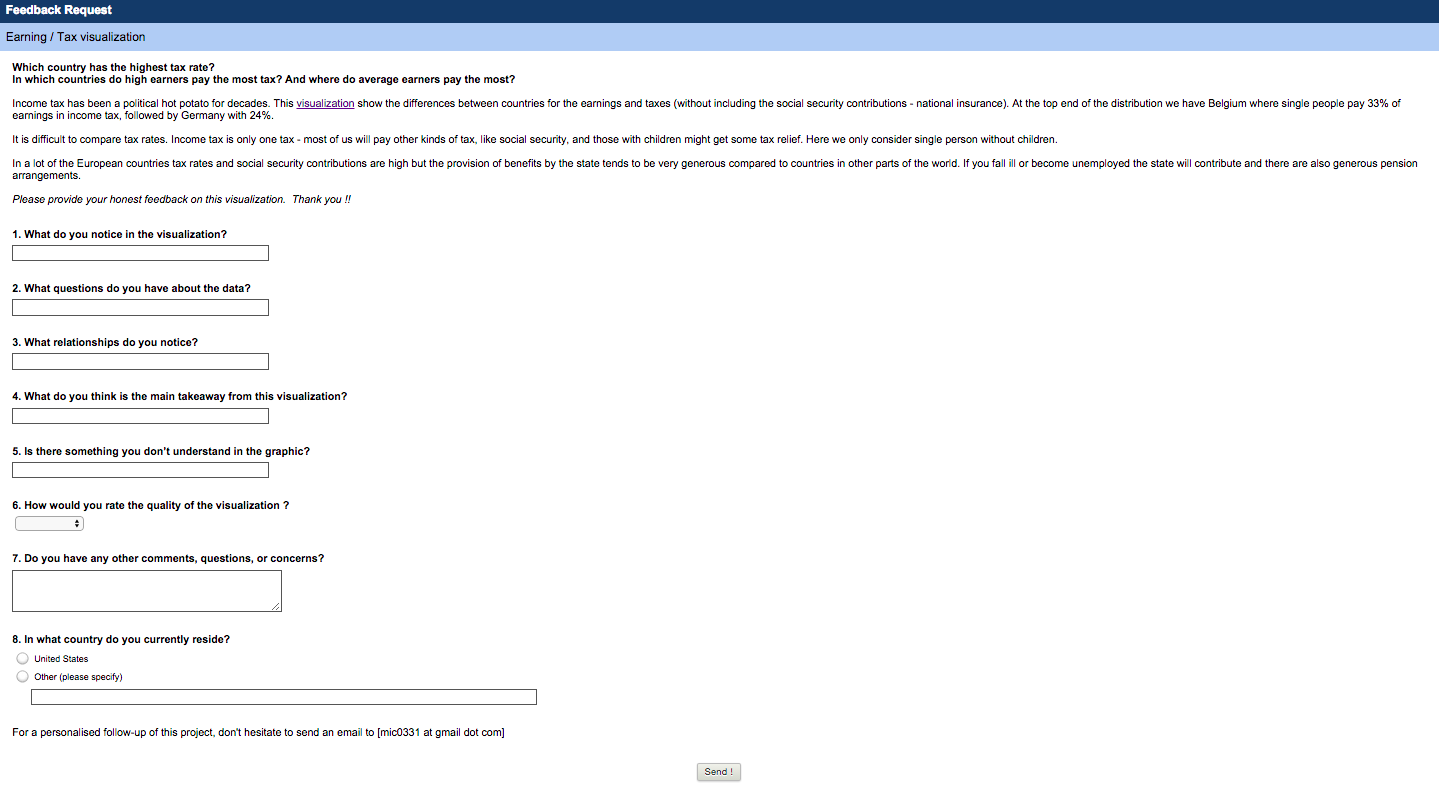 Feedback Request
Earning / Tax visualization
Which country has the highest tax rate?
In which countries do high earners pay the most tax? And where do average earners pay the most?
Income tax has been a political hot potato for decades. This visualization show the differences between countries for the earnings and taxes (without including the social security contributions - national insurance). At the top end of the distribution we have Belgium where single people pay 33% of
earnings in income tax, followed by Germany with 24%.
It is difficult to compare tax rates. Income tax is only one tax - most of us will pay other kinds of tax, like social security, and those with children might get some tax relief. Here we only consider single person without children.
In a lot of the European countries tax rates and social security contributions are high but the provision of benefits by the state tends to be very generous compared to countries in other parts of the world. If you fall ill or become unemployed the state will contribute and there are also generous pension
arrangements.
Please provide your honest feedback on this visualization. Thank you !!
1. What do you notice in the visualization?
2. What questions do you have about the data?
3. What relationships do you notice?
4. What do you think is the main takeaway from this visualization?
5. Is there something you don't understand in the graphic?
6. How would you rate the quality of the visualization ?
7. Do you have any other comments, questions, or concerns?
8. In what country do you currently reside?
United States
Other (please specify)
For a personalised follow-up of this project, don't hesitate to send an email to [mic0331 at gmail dot com]
Send !